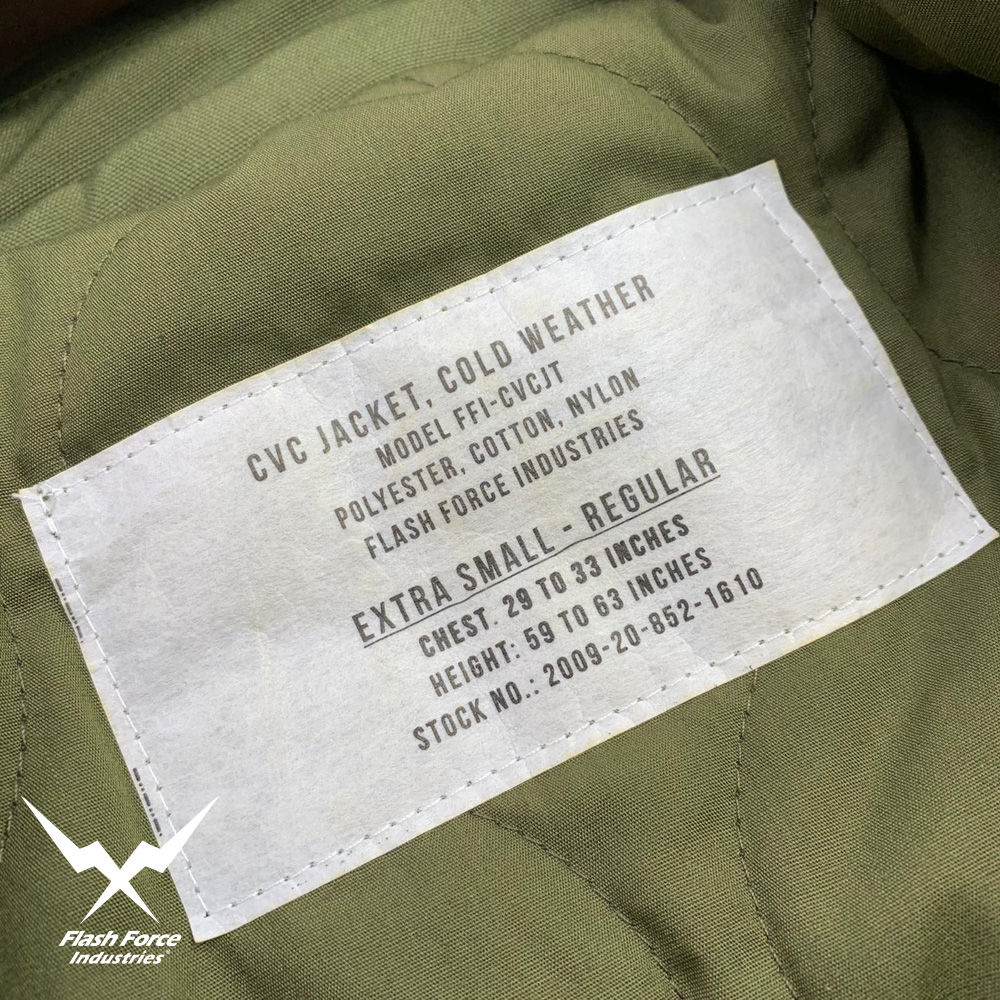 CVC JACKET, COLD WEATHER
MODEL FFI-CVCJT
POLYESTER, COTTON, NYLON
FLASH FORCE INDUSTRIES
EXTRA SMALL - REGULAR
CHEST. 29 TO 33 INCHES
HEIGHT: 59 TO 63 INCHES
STOCK NO.: 2009-20-852-1610
Flash Force
Industries